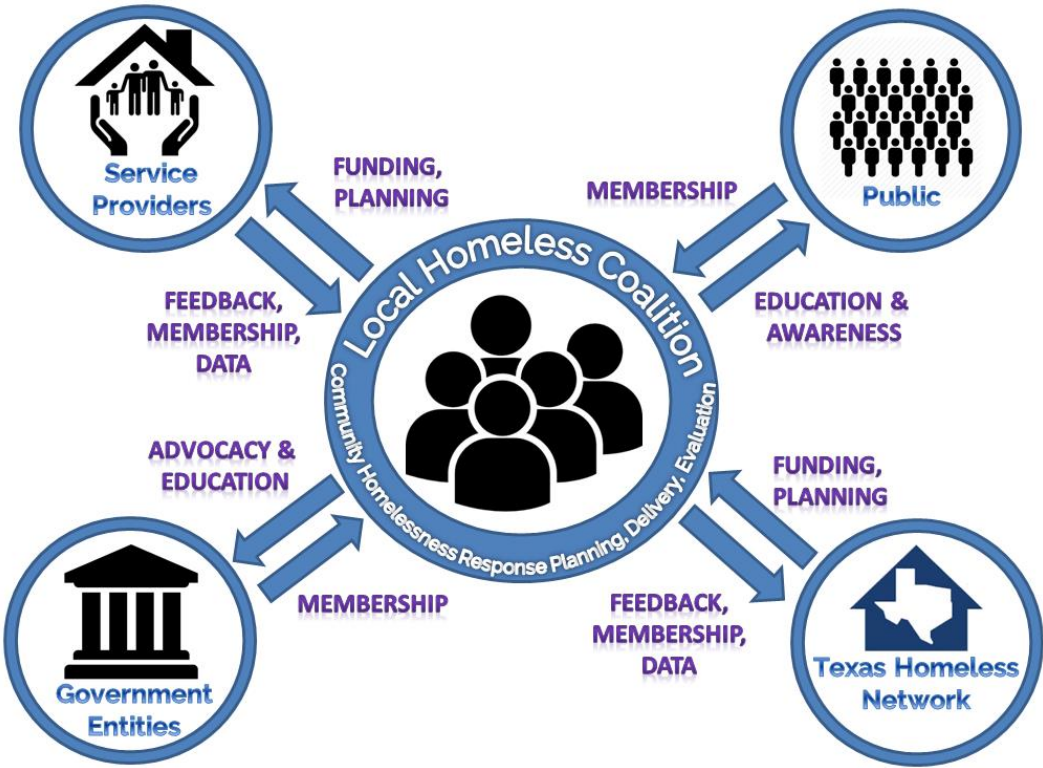 Service
Providers
FUNDING,
PLANNING
FEEDBACK,
MEMBERSHIP,
DATA
MEMBERSHIP
Public
EDUCATION &
AWARENESS
Local Homeless Coalition
Community Homelessness Response Planning, Delivery, Evaluation
ADVOCACY &
EDUCATION
MEMBERSHIP
Government
Entities
FUNDING,
PLANNING
FEEDBACK,
MEMBERSHIP,
DATA
Texas Homeless
Network